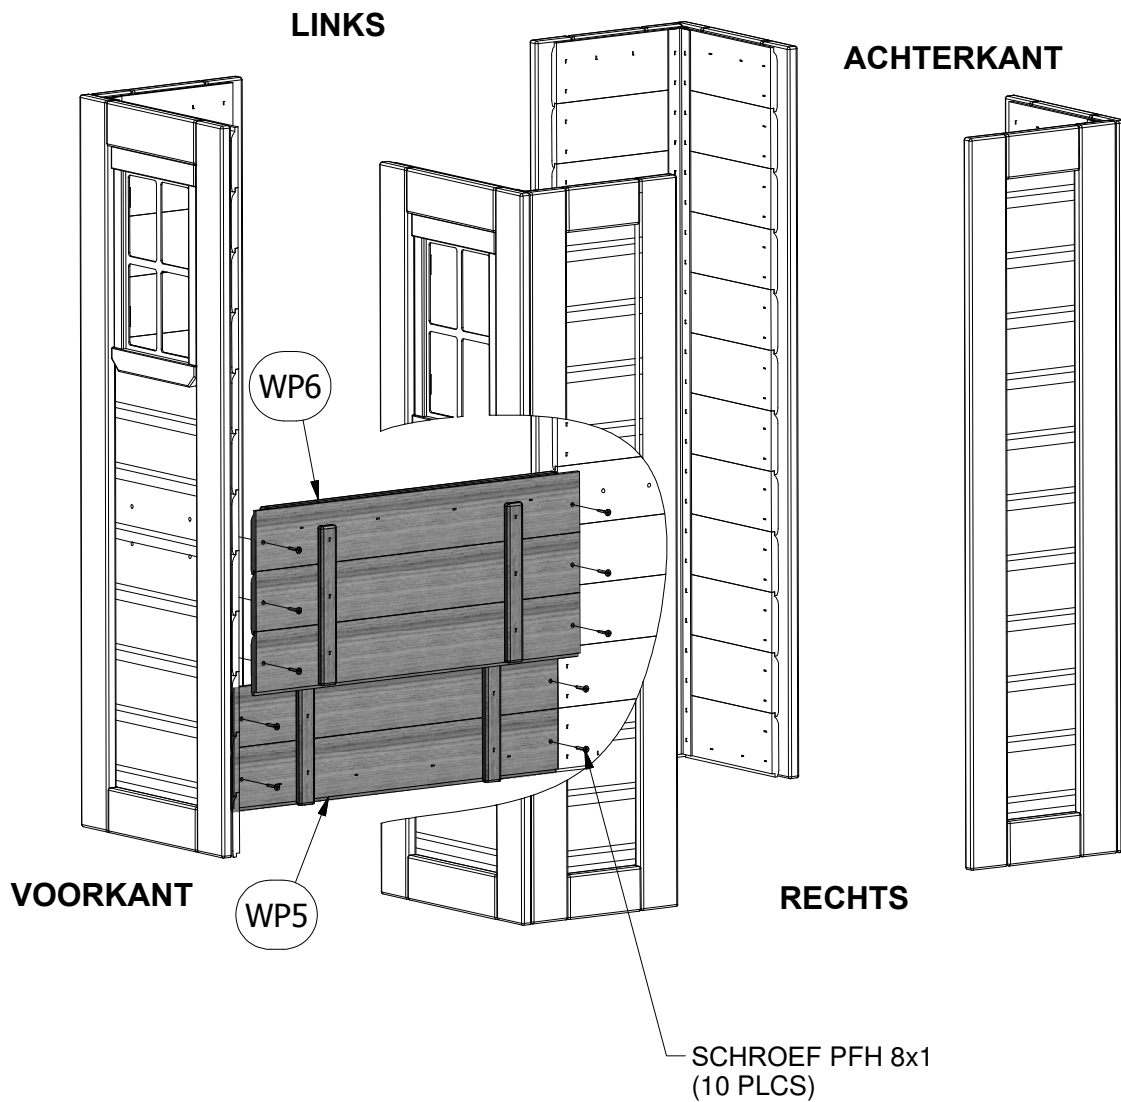 LINKS
ACHTERKANT
WP6
VOORKANT
WP5
RECHTS
SCHROEF PFH 8x1
(10 PLCS)